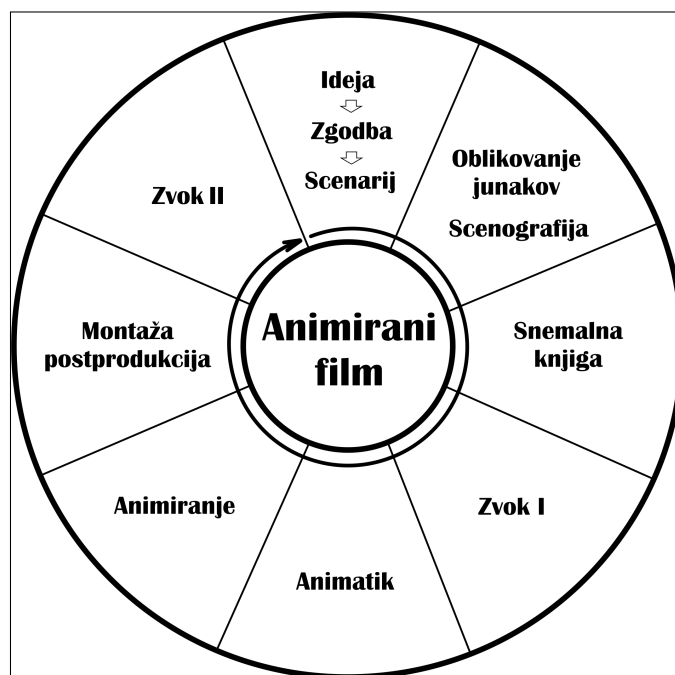 Ideja
Zgodba
Scenarij
Oblikovanje
junakov
Scenografija
Snemalna
knjiga
Zvok I
Animatik
Animiranje
Montaža
postprodukcija
Zvok II
Animirani
film